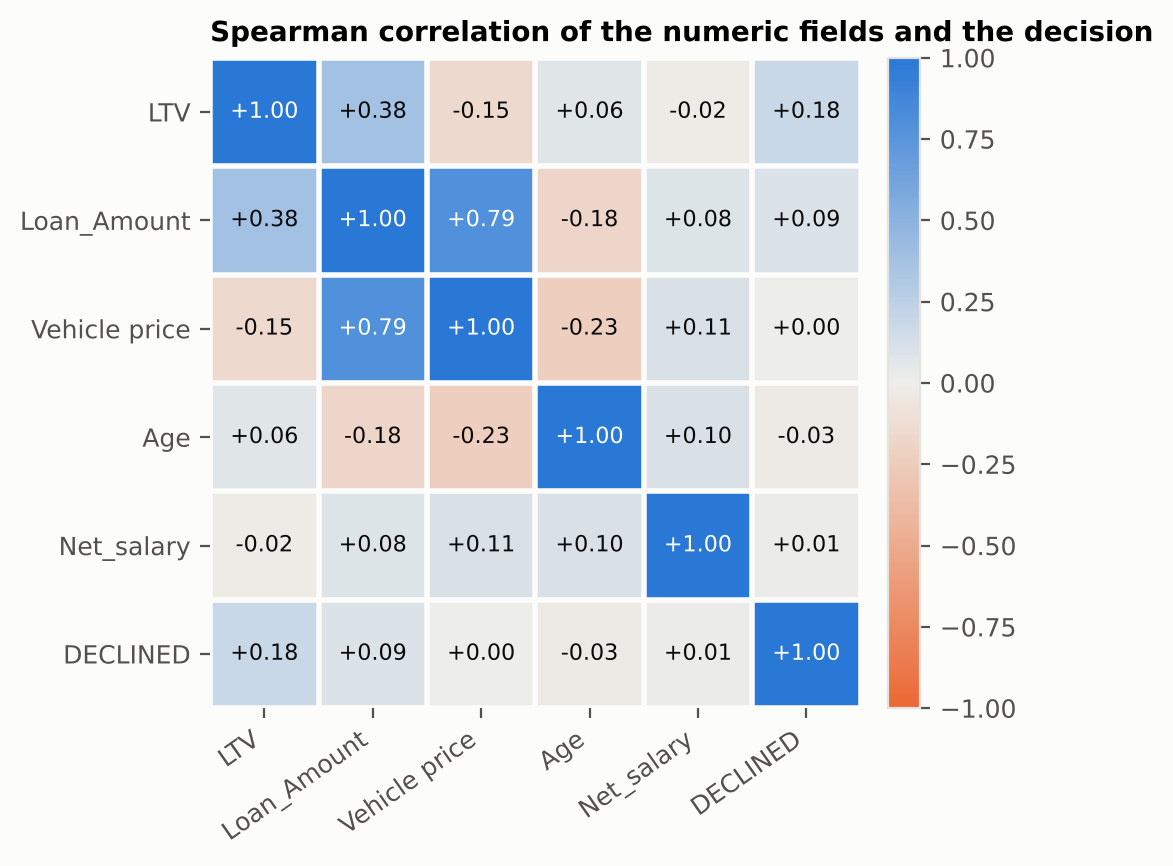 Spearman correlation of the numeric fields and the decision
LTV +1.00 +0.38 -0.15 +0.06 -0.02 +0.18
Loan_Amount +0.38 +1.00 +0.79 -0.18 +0.08 +0.09
Vehicle price -0.15 +0.79 +1.00 -0.23 +0.11 +0.00
Age +0.06 -0.18 -0.23 +1.00 +0.10 -0.03
Net_salary -0.02 +0.08 +0.11 +0.10 +1.00 +0.01
DECLINED +0.18 +0.09 +0.00 -0.03 +0.01 +1.00
LTV Loan_Amount Vehicle price Age Net_salary DECLINED
1.00
0.75
0.50
0.25
0.00
−0.25
−0.50
−0.75
−1.00